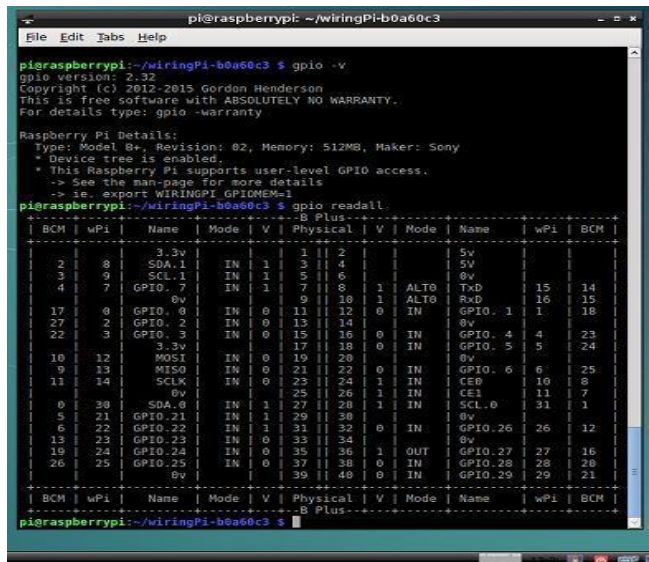 pi@raspberrypi: ~/wiringPi-b0a60c3
File Edit Tabs Help
pi@raspberrypi:~/wiringPi-b0a60c3 $ gpio -v
gpio version: 2.32
Copyright (c) 2012-2015 Gordon Henderson
This is free software with ABSOLUTELY NO WARRANTY.
For details type: gpio -warranty
Raspberry Pi Details:
Type: Model B+, Revision: 02, Memory: 512MB, Maker: Sony
* Device tree is enabled.
* This Raspberry Pi supports user-level GPIO access.
-> See the man-page for more details
-> ie. export WIRINGPI_GPIOMEM=1
pi@raspberrypi:~/wiringPi-b0a60c3 $ gpio readall
+-----+-----+---------+------+---+--B Plus--+---+------+---------+-----+-----+
| BCM | wPi | Name | Mode | V | Physical | V | Mode | Name | wPi | BCM |
+-----+-----+---------+------+---+----++----+---+------+---------+-----+-----+
| | | 3.3v | | | 1 || 2 | | | 5v | | |
| 2 | 8 | SDA.1 | IN | 1 | 3 || 4 | | | 5V | | |
| 3 | 9 | SCL.1 | IN | 1 | 5 || 6 | | | 0v | | |
| 4 | 7 | GPIO. 7 | IN | 1 | 7 || 8 | 1 | ALT0 | TxD | 15 | 14 |
| | | 0v | | | 9 || 10 | 1 | ALT0 | RxD | 16 | 15 |
| 17 | 0 | GPIO. 0 | IN | 0 | 11 || 12 | 0 | IN | GPIO. 1 | 1 | 18 |
| 27 | 2 | GPIO. 2 | IN | 0 | 13 || 14 | | | 0v | | |
| 22 | 3 | GPIO. 3 | IN | 0 | 15 || 16 | 0 | IN | GPIO. 4 | 4 | 23 |
| | | 3.3v | | | 17 || 18 | 0 | IN | GPIO. 5 | 5 | 24 |
| 10 | 12 | MOSI | IN | 0 | 19 || 20 | | | 0v | | |
| 9 | 13 | MISO | IN | 0 | 21 || 22 | 0 | IN | GPIO. 6 | 6 | 25 |
| 11 | 14 | SCLK | IN | 0 | 23 || 24 | 1 | IN | CE0 | 10 | 8 |
| | | 0v | | | 25 || 26 | 1 | IN | CE1 | 11 | 7 |
| 0 | 30 | SDA.0 | IN | 1 | 27 || 28 | 1 | IN | SCL.0 | 31 | 1 |
| 5 | 21 | GPIO.21 | IN | 1 | 29 || 30 | | | 0v | | |
| 6 | 22 | GPIO.22 | IN | 1 | 31 || 32 | 0 | IN | GPIO.26 | 26 | 12 |
| 13 | 23 | GPIO.23 | IN | 0 | 33 || 34 | | | 0v | | |
| 19 | 24 | GPIO.24 | IN | 0 | 35 || 36 | 1 | OUT | GPIO.27 | 27 | 16 |
| 26 | 25 | GPIO.25 | IN | 0 | 37 || 38 | 0 | IN | GPIO.28 | 28 | 20 |
| | | 0v | | | 39 || 40 | 0 | IN | GPIO.29 | 29 | 21 |
+-----+-----+---------+------+---+----++----+---+------+---------+-----+-----+
| BCM | wPi | Name | Mode | V | Physical | V | Mode | Name | wPi | BCM |
+-----+-----+---------+------+---+--B Plus--+---+------+---------+-----+-----+
pi@raspberrypi:~/wiringPi-b0a60c3 $